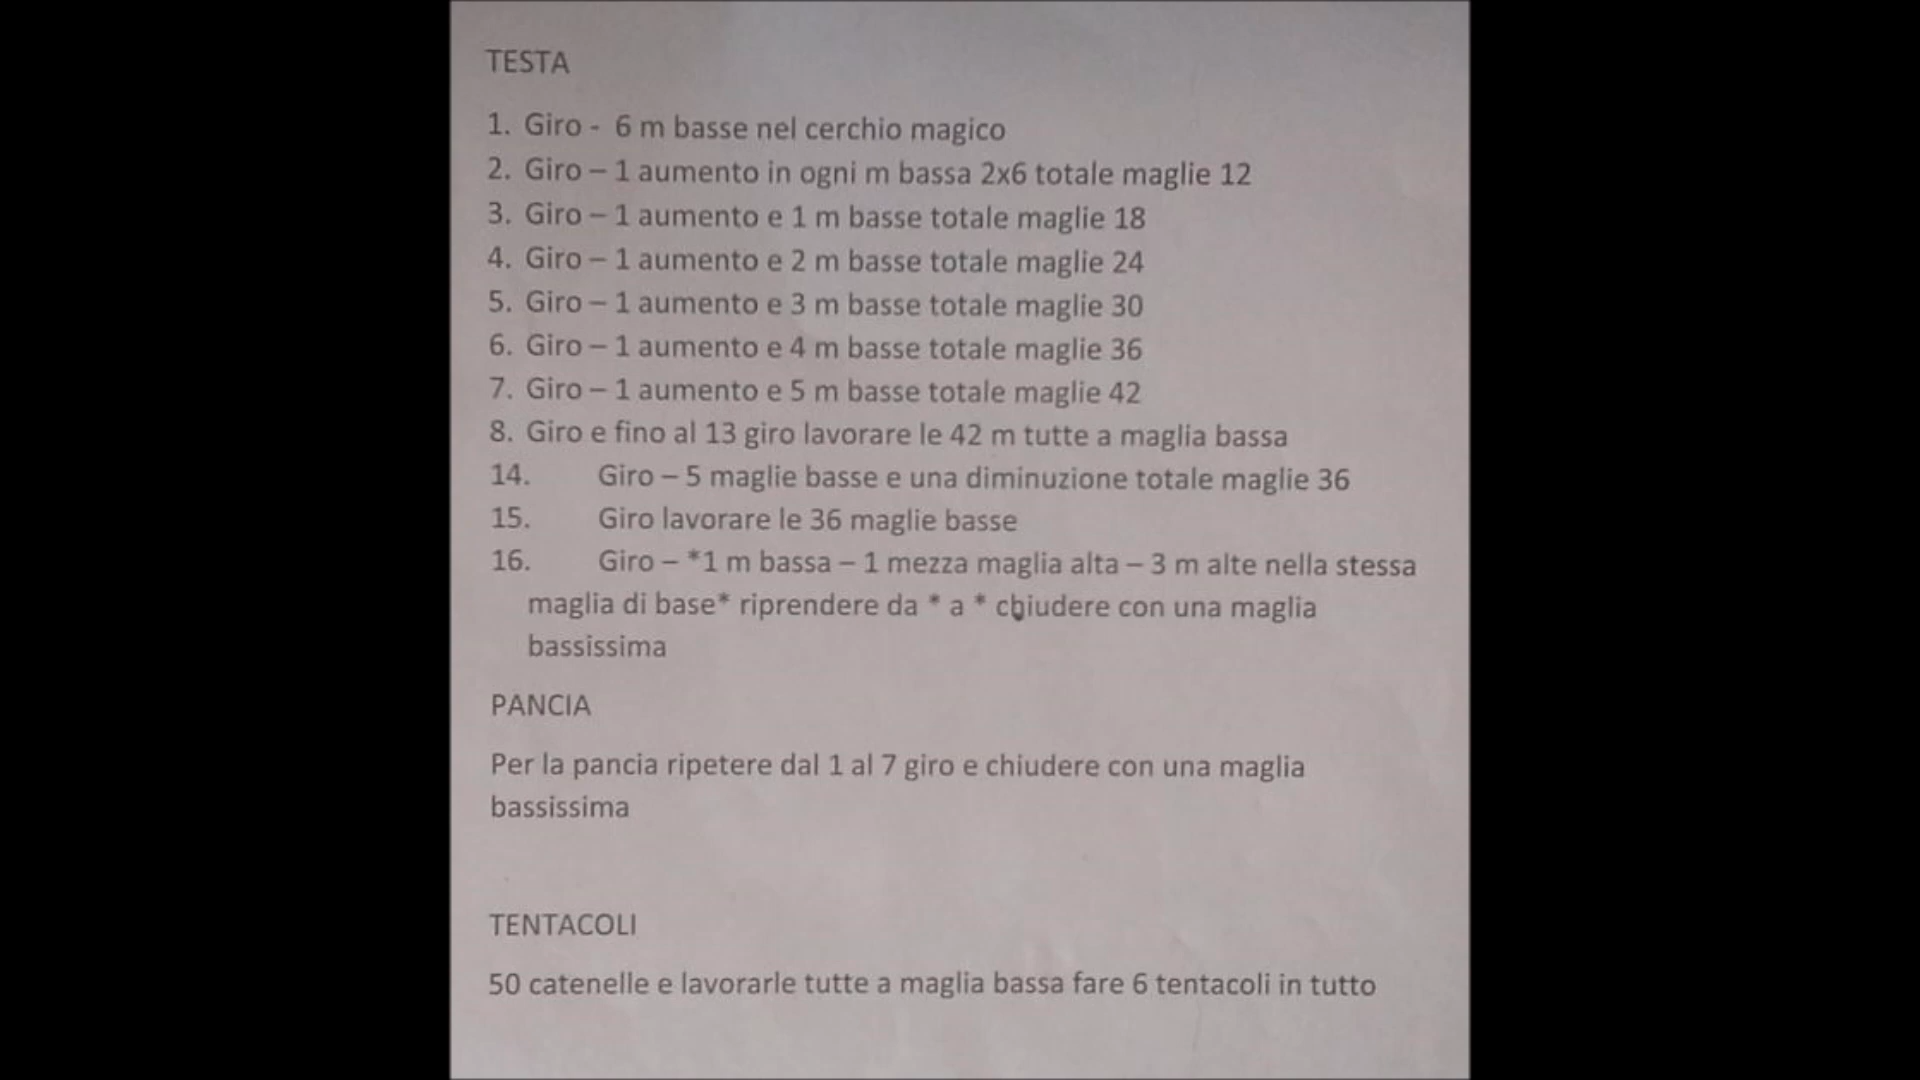 TESTA
1. Giro - 6 m basse nel cerchio magico
2. Giro – 1 aumento in ogni m bassa 2x6 totale maglie 12
3. Giro – 1 aumento e 1 m basse totale maglie 18
4. Giro – 1 aumento e 2 m basse totale maglie 24
5. Giro – 1 aumento e 3 m basse totale maglie 30
6. Giro – 1 aumento e 4 m basse totale maglie 36
7. Giro – 1 aumento e 5 m basse totale maglie 42
8. Giro e fino al 13 giro lavorare le 42 m tutte a maglia bassa
14. Giro – 5 maglie basse e una diminuzione totale maglie 36
15. Giro lavorare le 36 maglie basse
16. Giro – *1 m bassa – 1 mezza maglia alta – 3 m alte nella stessa
maglia di base* riprendere da * a * chiudere con una maglia
bassissima
PANCIA
Per la pancia ripetere dal 1 al 7 giro e chiudere con una maglia
bassissima
TENTACOLI
50 catenelle e lavorarle tutte a maglia bassa fare 6 tentacoli in tutto